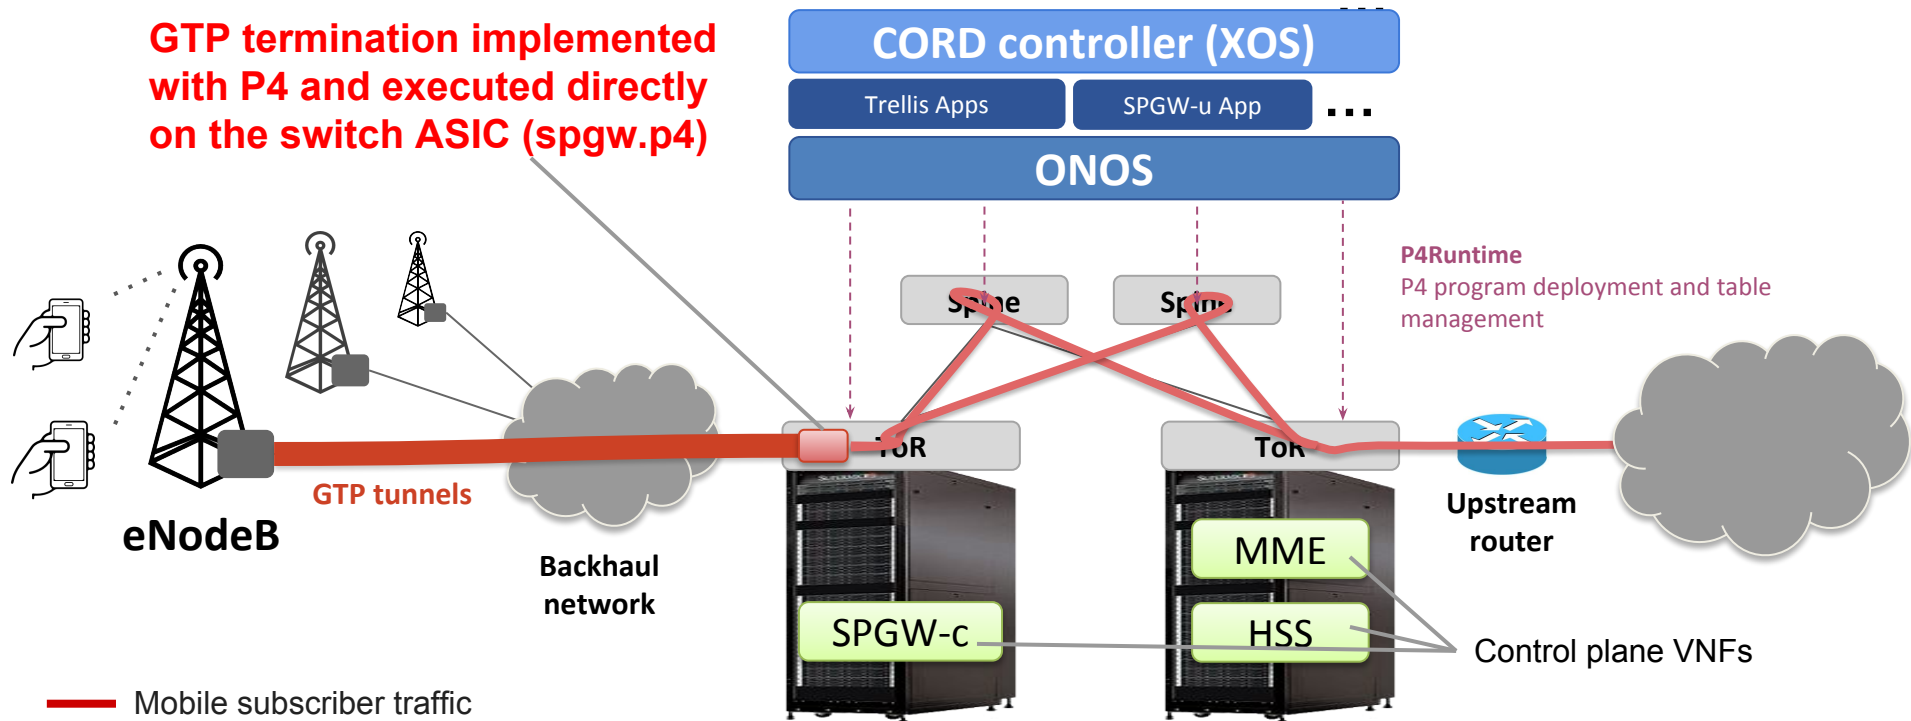 GTP termination implemented
with P4 and executed directly
on the switch ASIC (spgw.p4)
...
CORD controller (XOS)
Trellis Apps
SPGW-u App
...
ONOS
P4Runtime
P4 program deployment and table
management
Spine
Spine
ToR
ToR
GTP tunnels
eNodeB
Backhaul
network
Upstream
router
MME
SPGW-c
HSS
Control plane VNFs
Mobile subscriber traffic